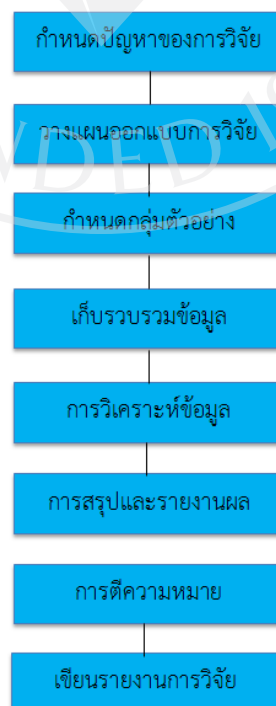 กำหนดปัญหาของการวิจัย
วางแผนออกแบบการวิจัย
กำหนดกลุ่มตัวอย่าง
เก็บรวบรวมข้อมูล
การวิเคราะห์ข้อมูล
การสรุปและรายงานผล
การตีความหมาย
เขียนรายงานการวิจัย